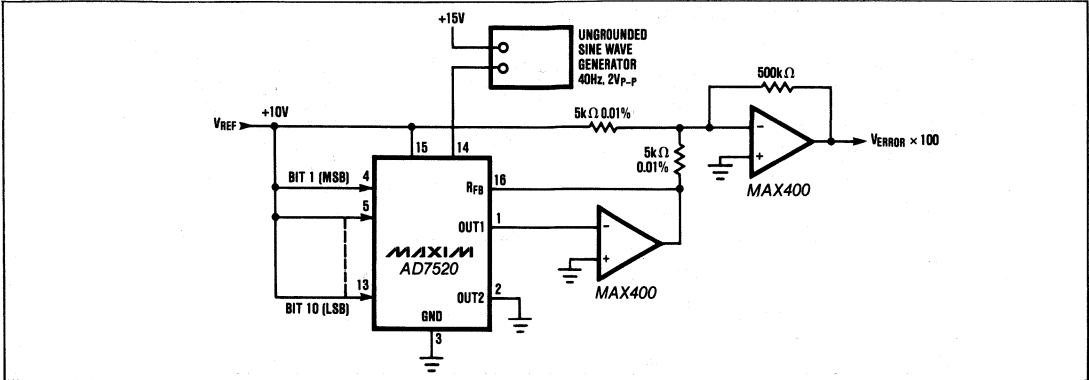 +15V
UNGROUNDED
SINE WAVE
GENERATOR
40Hz, 2VP-P
500kΩ
+10V
5kΩ 0.01%
VREF
VERROR × 100
15
14
5kΩ
0.01%
BIT 1 (MSB)
4
RFB
16
MAX400
5
OUT1
1
MAXIM
AD7520
13
OUT2
2
MAX400
BIT 10 (LSB)
GND
3